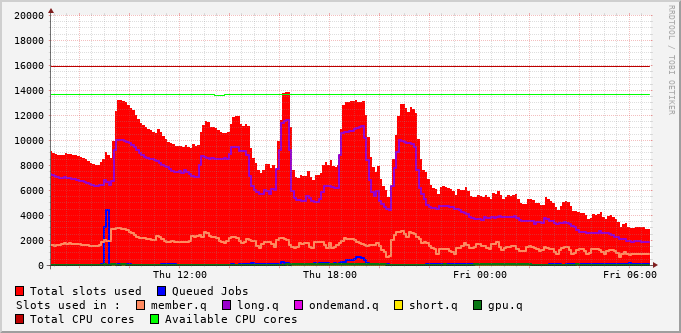 20000
18000
16000
14000
12000
10000
8000
6000
4000
2000
0
Thu 12:00 Thu 18:00 Fri 00:00 Fri 06:00
RRDTOOL / TOBI OETIKER
Total slots used Queued Jobs
Slots used in : member.q long.q ondemand.q short.q gpu.q
Total CPU cores Available CPU cores